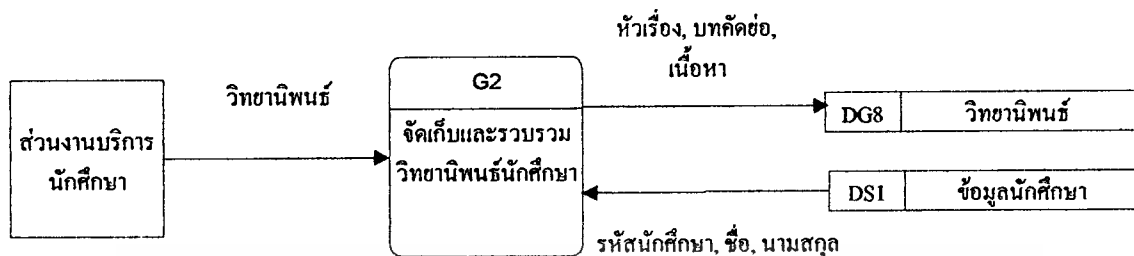 หัวเรื่อง, บทคัดย่อ,
เนื้อหา
วิทยานิพนธ์
G2
ส่วนงานบริการ
นักศึกษา
จัดเก็บและรวบรวม
วิทยานิพนธ์นักศึกษา
DG8 วิทยานิพนธ์
DS1 ข้อมูลนักศึกษา
รหัสนักศึกษา, ชื่อ, นามสกุล